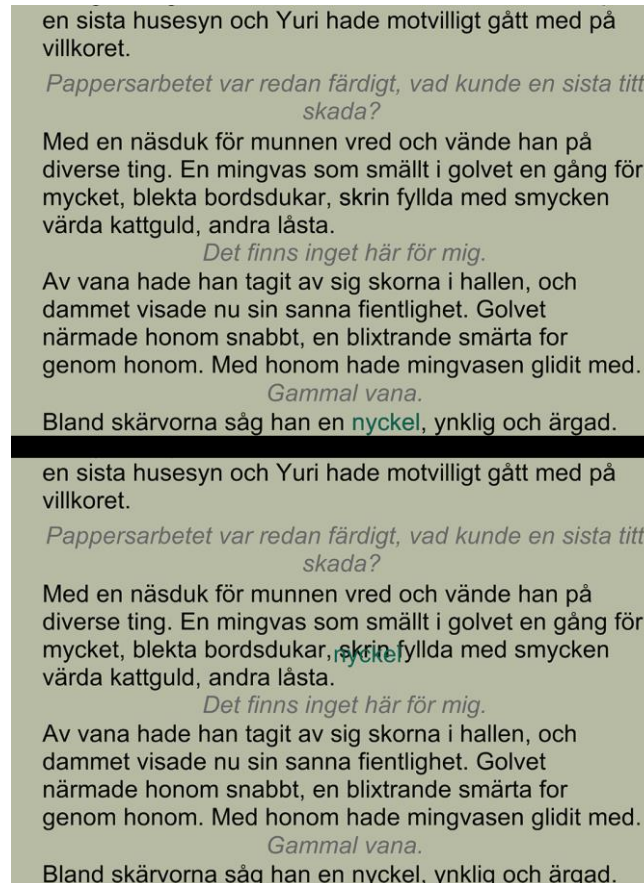 en sista husesyn och Yuri hade motvilligt gått med på
villkoret.
Pappersarbetet var redan färdigt, vad kunde en sista titt
skada?
Med en näsduk för munnen vred och vände han på
diverse ting. En mingvas som smällt i golvet en gång för
mycket, blekta bordsdukar, skrin fyllda med smycken
värda kattguld, andra låsta.
Det finns inget här för mig.
Av vana hade han tagit av sig skorna i hallen, och
dammet visade nu sin sanna fientlighet. Golvet
närmade honom snabbt, en blixtrande smärta for
genom honom. Med honom hade mingvasen glidit med.
Gammal vana.
Bland skärvorna såg han en nyckel, ynklig och ärgad.
en sista husesyn och Yuri hade motvilligt gått med på
villkoret.
Pappersarbetet var redan färdigt, vad kunde en sista titt
skada?
Med en näsduk för munnen vred och vände han på
diverse ting. En mingvas som smällt i golvet en gång för
mycket, blekta bordsdukar, skrin fyllda med smycken
nyckel
värda kattguld, andra låsta.
Det finns inget här för mig.
Av vana hade han tagit av sig skorna i hallen, och
dammet visade nu sin sanna fientlighet. Golvet
närmade honom snabbt, en blixtrande smärta for
genom honom. Med honom hade mingvasen glidit med.
Gammal vana.
Bland skärvorna såg han en nyckel, ynklig och ärgad.